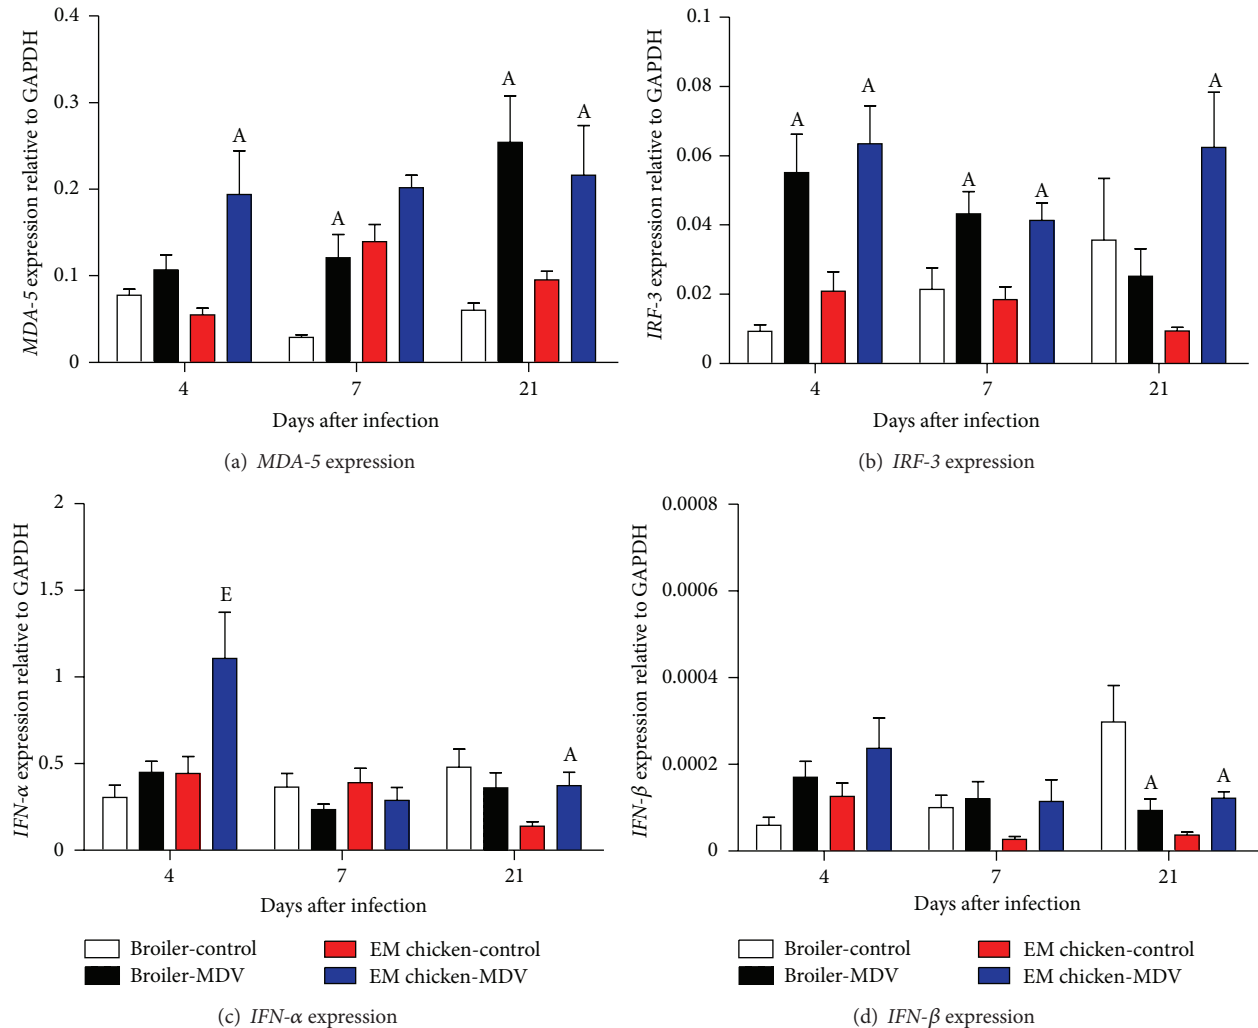 MDA-5 expression relative to GAPDH
0.4
0.3
0.2
0.1
0
A
A
A
A
4
7
21
Days after infection
(a) MDA-5 expression
IRF-3 expression relative to GAPDH
0.1
0.08
0.06
0.04
0.02
0
A
A
A
A
A
4
7
21
Days after infection
(b) IRF-3 expression
IFN-α expression relative to GAPDH
2
1.5
1
0.5
0
E
A
4
7
21
Days after infection
Broiler-control
EM chicken-control
Broiler-MDV
EM chicken-MDV
(c) IFN-α expression
IFN-β expression relative to GAPDH
0.0008
0.0006
0.0004
0.0002
0
A
A
4
7
21
Days after infection
Broiler-control
EM chicken-control
Broiler-MDV
EM chicken-MDV
(d) IFN-β expression